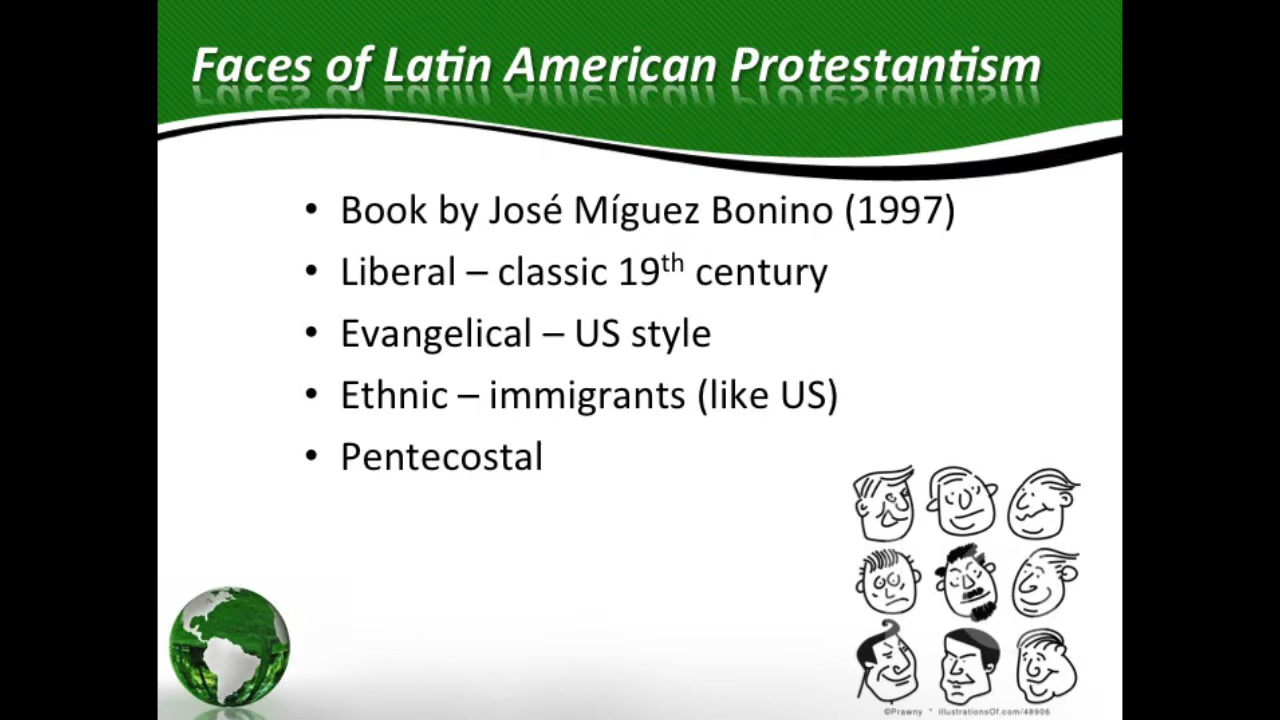 Faces of Latin American Protestantism
• Book by José Míguez Bonino (1997)
• Liberal – classic 19th century
• Evangelical – US style
• Ethnic – immigrants (like US)
• Pentecostal
©Prawny * illustrationsOf.com/48906